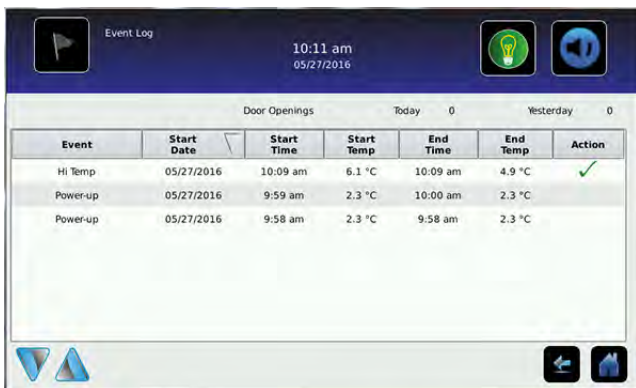 Event Log
10:11 am
05/27/2016
Door Openings Today 0 Yesterday 0
Event Start Date Start Time Start Temp End Time End Temp Action
Hi Temp 05/27/2016 10:09 am 6.1 °C 10:09 am 4.9 °C
Power-up 05/27/2016 9:59 am 2.3 °C 10:00 am 2.3 °C
Power-up 05/27/2016 9:58 am 2.3 °C 9:58 am 2.3 °C